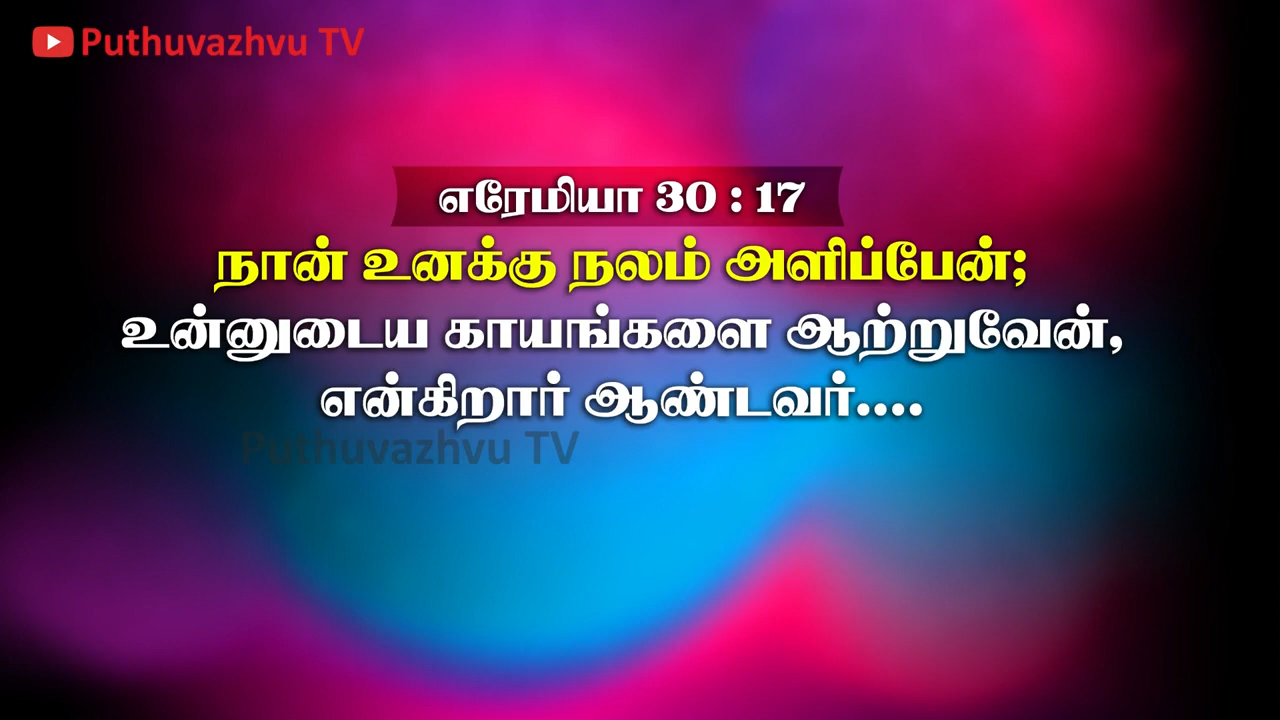 Puthuvazhvu TV
எரேமியா 30 : 17
நான் உனக்கு நலம் அளிப்பேன்;
உன்னுடைய காயங்களை ஆற்றுவேன்,
என்கிறார் ஆண்டவர்....
Puthuvazhvu TV